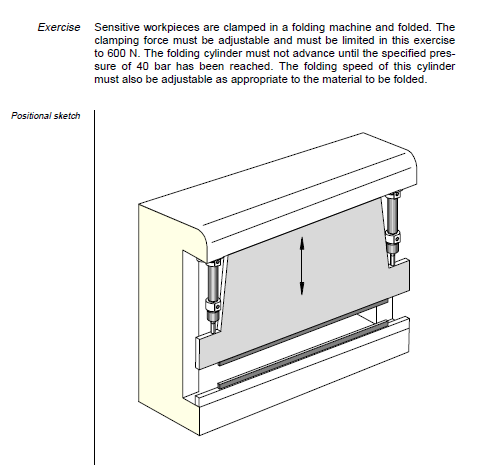 Exercise Sensitive workpieces are clamped in a folding machine and folded. The
clamping force must be adjustable and must be limited in this exercise
to 600 N. The folding cylinder must not advance until the specified pres-
sure of 40 bar has been reached. The folding speed of this cylinder
must also be adjustable as appropriate to the material to be folded.
Positional sketch